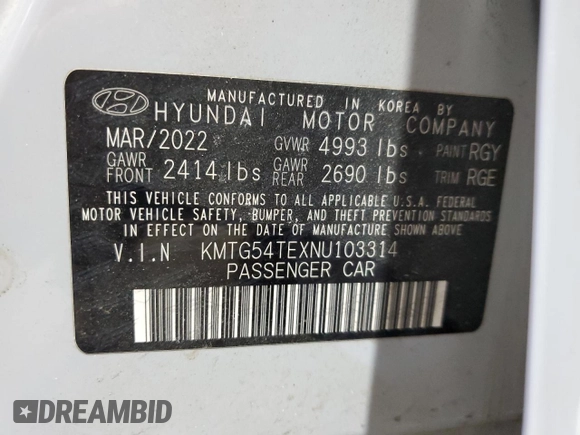 MANUFACTURED IN KOREA BY
HYUNDAI MOTOR COMPANY
MAR/2022 GVWR 4993 lbs PAINT RGY
GAWR FRONT 2414 lbs GAWR REAR 2690 lbs TRIM RGE
THIS VEHICLE CONFORMS TO ALL APPLICABLE U.S.A. FEDERAL
MOTOR VEHICLE SAFETY, BUMPER, AND THEFT PREVENTION STANDARDS
IN EFFECT ON THE DATE OF MANUFACTURE SHOWN ABOVE.
V.I.N KMTG54TEXNU103314
PASSENGER CAR
DREAMBID